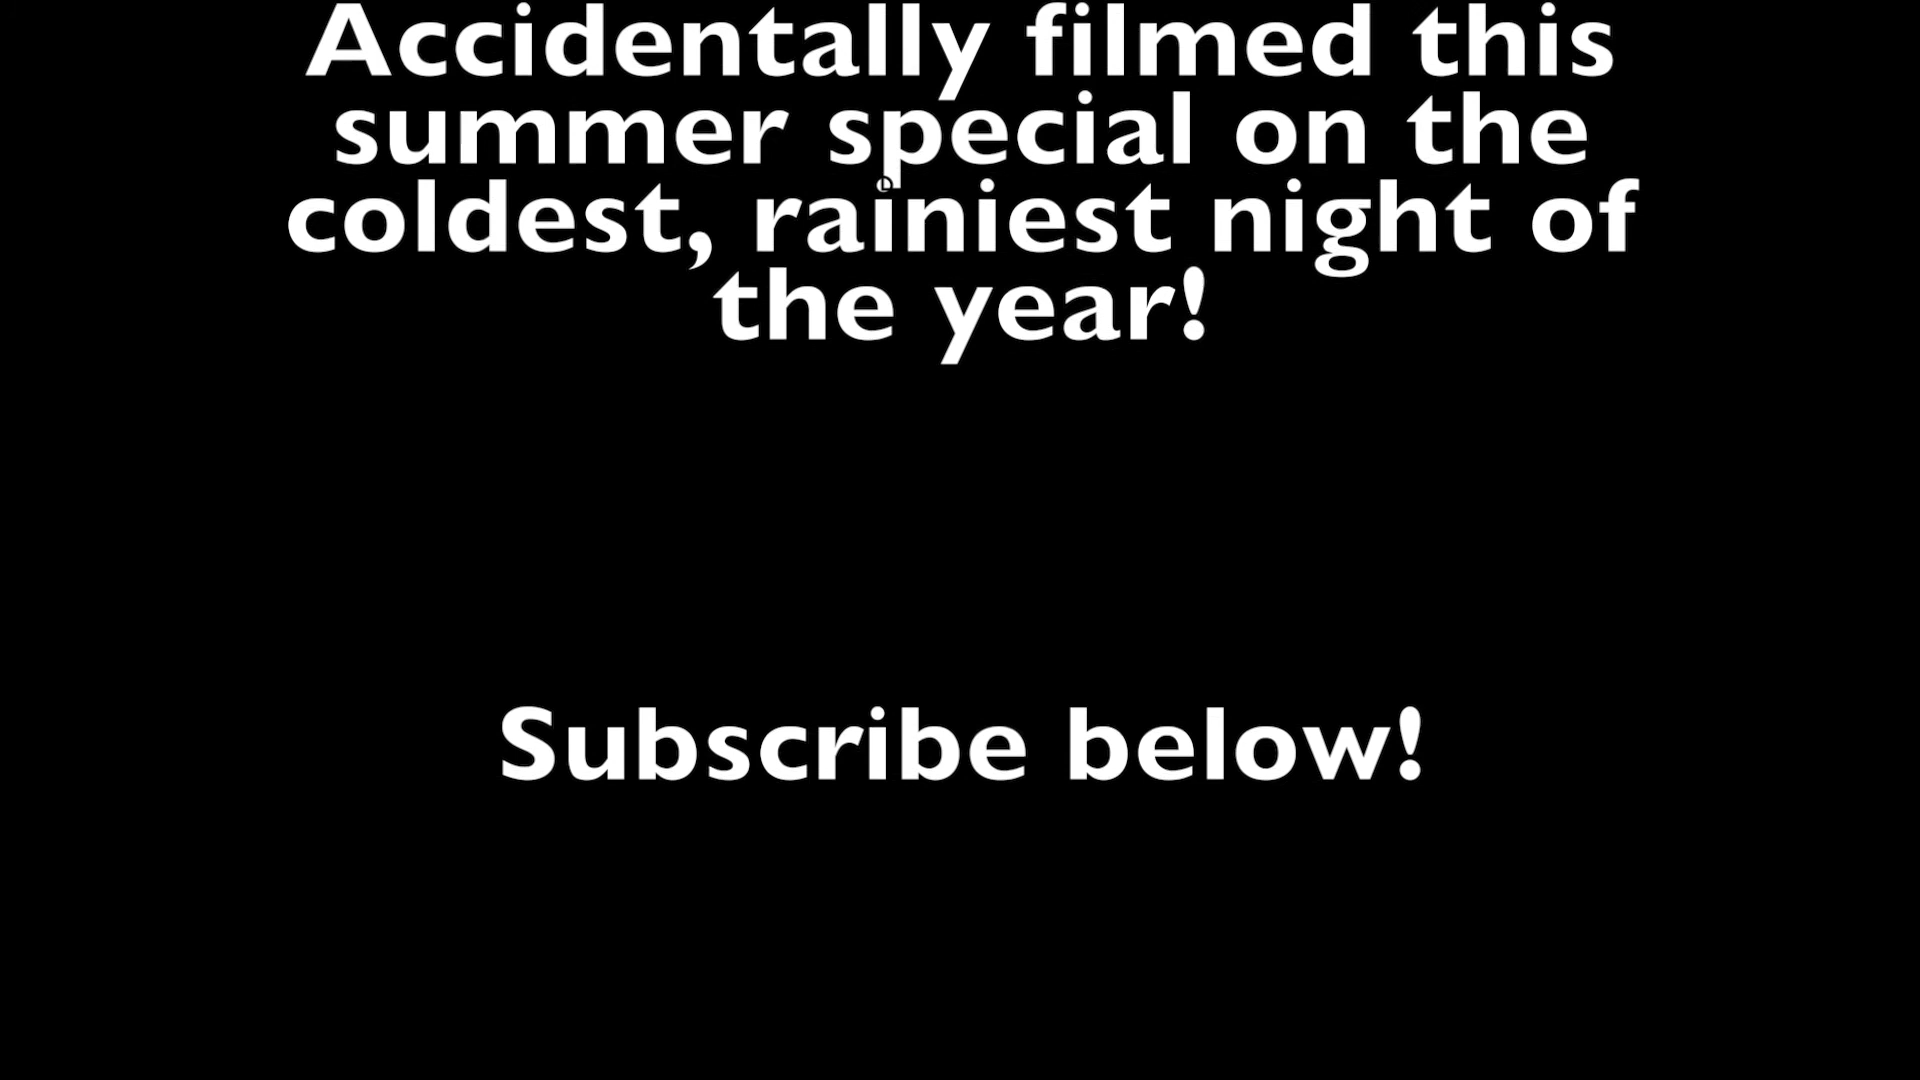 Accidentally filmed this
summer special on the
coldest, rainiest night of
the year!
Subscribe below!